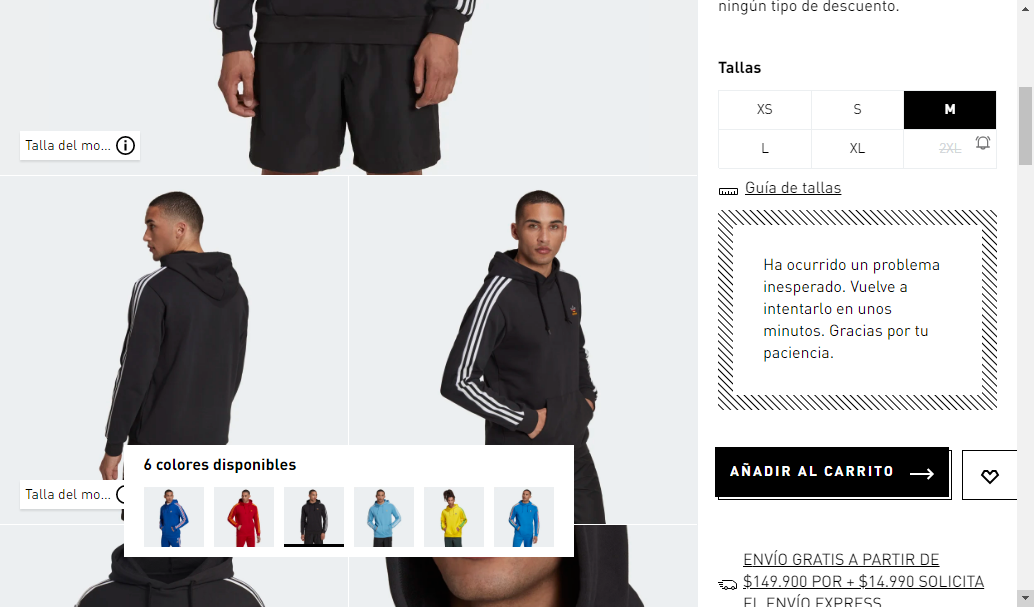 ningún tipo de descuento.
Tallas
XS S M
L XL 2XL
Guía de tallas
Ha ocurrido un problema
inesperado. Vuelve a
intentarlo en unos
minutos. Gracias por tu
paciencia.
AÑADIR AL CARRITO
ENVÍO GRATIS A PARTIR DE
$149.900 POR + $14.990 SOLICITA
EL ENVÍO EXPRESS
Talla del mo...
Talla del mo...
6 colores disponibles